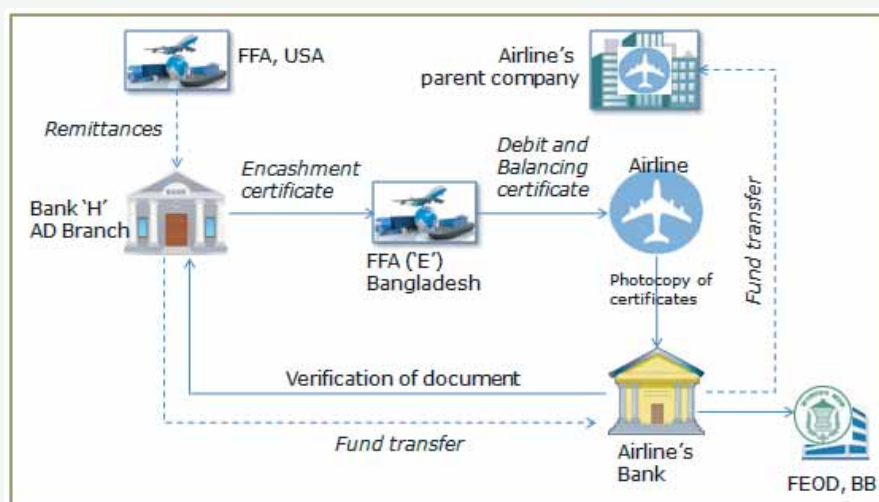 FFA, USA
Airline's
parent company
Remittances
Encashment
certificate
Debit and
Balancing
certificate
Airline
Bank 'H'
AD Branch
BANK
FFA ('E')
Bangladesh
Photocopy of
certificates
Fund transfer
Verification of document
Fund transfer
Airline's
Bank
FEOD, BB